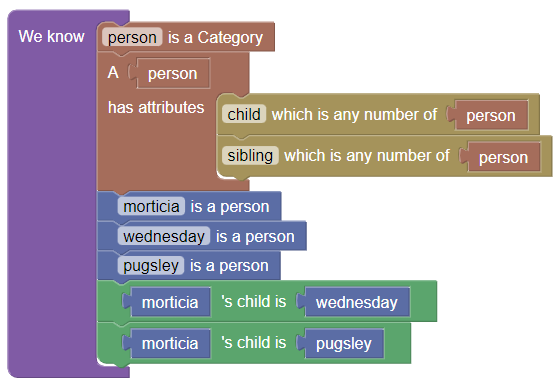 We know person is a Category
A person
has attributes
child which is any number of person
sibling which is any number of person
morticia is a person
wednesday is a person
pugsley is a person
morticia 's child is wednesday
morticia 's child is pugsley